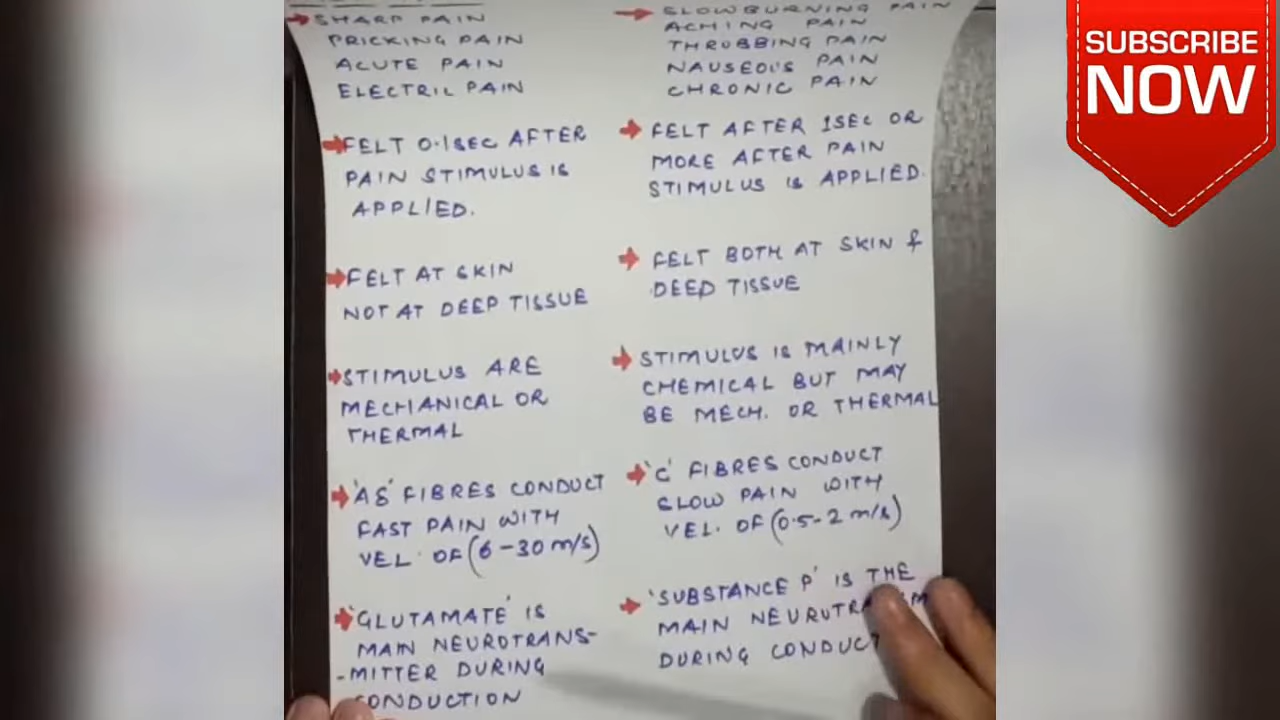 SHARP PAIN
PRICKING PAIN
ACUTE PAIN
ELECTRIC PAIN
FELT 0.1SEC AFTER
PAIN STIMULUS IS
APPLIED.
FELT AT SKIN
NOT AT DEEP TISSUE
STIMULUS ARE
MECHANICAL OR
THERMAL
'Aδ' FIBRES CONDUCT
FAST PAIN WITH
VEL. OF (6-30 m/s)
'GLUTAMATE' IS
MAIN NEUROTRANS-
-MITTER DURING
CONDUCTION
SLOW BURNING PAIN
ACHING PAIN
THROBBING PAIN
NAUSEOUS PAIN
CHRONIC PAIN
FELT AFTER 1SEC OR
MORE AFTER PAIN
STIMULUS IS APPLIED.
FELT BOTH AT SKIN &
DEEP TISSUE
STIMULUS IS MAINLY
CHEMICAL BUT MAY
BE MECH. OR THERMAL
'C' FIBRES CONDUCT
SLOW PAIN WITH
VEL. OF (0.5-2 m/s)
'SUBSTANCE P' IS THE
MAIN
DURING
SUBSCRIBE
NOW